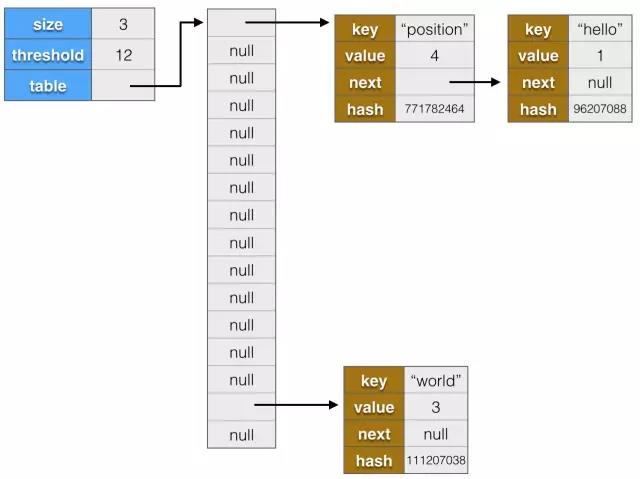 size 3
threshold 12
table
null
null
null
null
null
null
null
null
null
null
null
null
null
null
key "position"
value 4
next
hash 771782464
key "hello"
value 1
next null
hash 96207088
key "world"
value 3
next null
hash 111207038